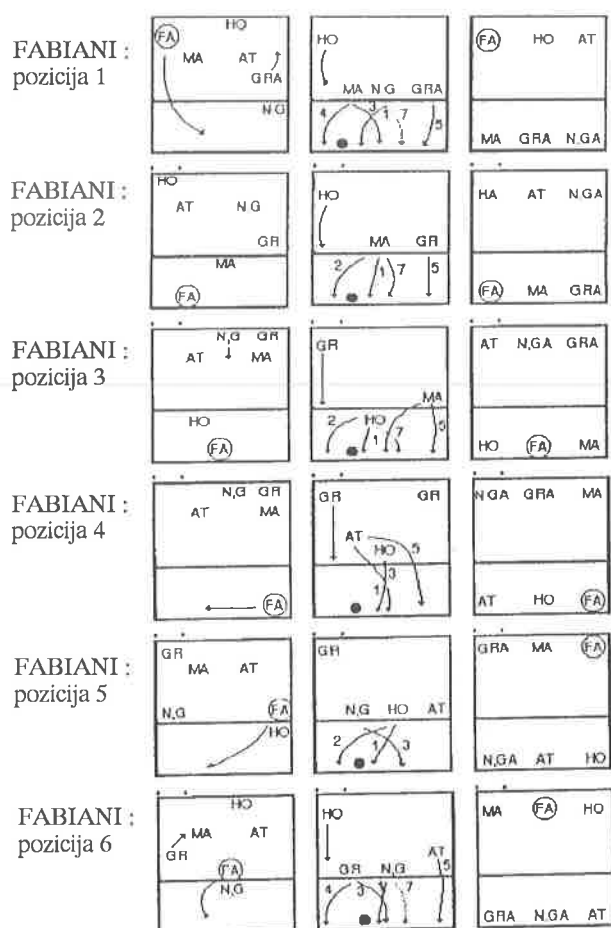 FABIANI :
pozicija 1
HO
FA
MA AT
GRA
N,G
HO
MA N,G GRA
4 3 1 7 5
FA HO AT
MA GRA N,GA
FABIANI :
pozicija 2
HO
AT N,G
GR
MA
FA
HO
MA GR
2 1 7 5
HA AT N,GA
FA MA GRA
FABIANI :
pozicija 3
N,G GR
AT MA
HO
FA
GR
MA
HO
2 1 7 5
AT N,GA GRA
HO FA MA
FABIANI :
pozicija 4
N,G GR
AT MA
FA
GR GR
AT
HO 5
3
1
NGA GRA MA
AT HO FA
FABIANI :
pozicija 5
GR
MA AT
N,G FA
HO
GR
N,G HO AT
2 1 3
GRA MA FA
N,GA AT HO
FABIANI :
pozicija 6
HO
MA AT
GR
FA
N,G
HO
AT
GR N,G 5
4 3 7
MA FA HO
GRA N,GA AT